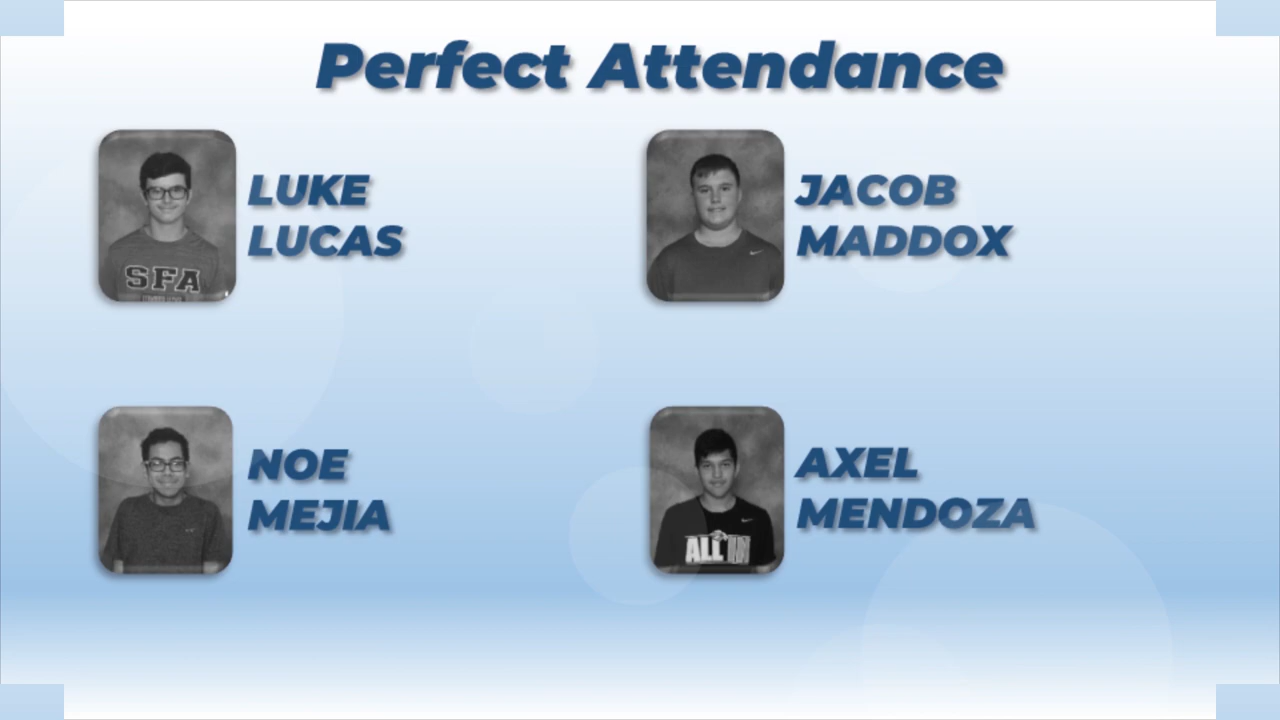 Perfect Attendance
LUKE
LUCAS
JACOB
MADDOX
SFA
NOE
MEJIA
AXEL
MENDOZA
ALL IN